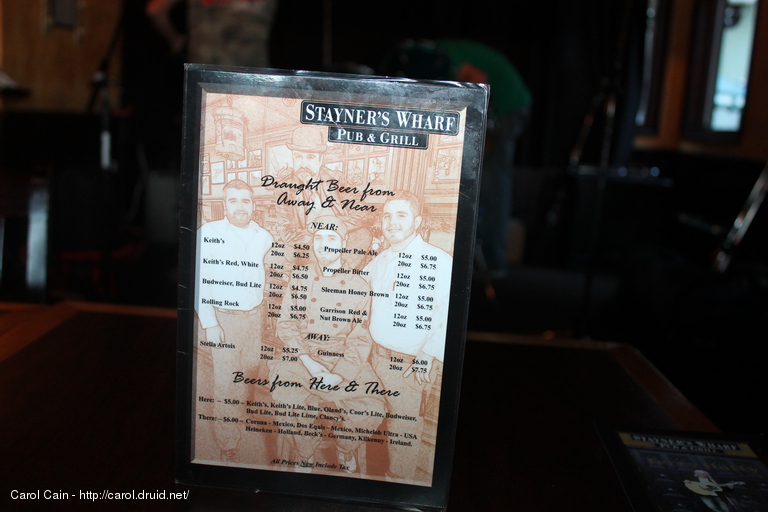 STAYNER'S WHARF
PUB & GRILL
Draught Beer from
Away & Near
NEAR:
Keith's 12oz $4.50
20oz $6.25
Keith's Red, White 12oz $4.75
20oz $6.50
Budweiser, Bud Lite 12oz $4.75
20oz $6.50
Rolling Rock 12oz $5.00
20oz $6.75
Propeller Pale Ale 12oz $5.00
20oz $6.75
Propeller Bitter 12oz $5.00
20oz $6.75
Sleeman Honey Brown 12oz $5.00
20oz $6.75
Garrison Red &
Nut Brown Ale 12oz $5.00
20oz $6.75
AWAY:
Stella Artois 12oz $5.25
20oz $7.00
Guinness 12oz $6.00
20oz $7.75
Beers from Here & There
Here: – $5.00 – Keith's, Keith's Lite, Blue, Oland's, Coor's Lite, Budweiser,
Bud Lite, Bud Lite Lime, Clancy's.
There: – $6.00 – Corona - Mexico, Dos Equis - Mexico, Michelob Ultra - USA
Heineken - Holland, Beck's - Germany, Kilkenny - Ireland.
All Prices Now Include Tax
STAYNER'S WHARF
Carol Cain - http://carol.druid.net/